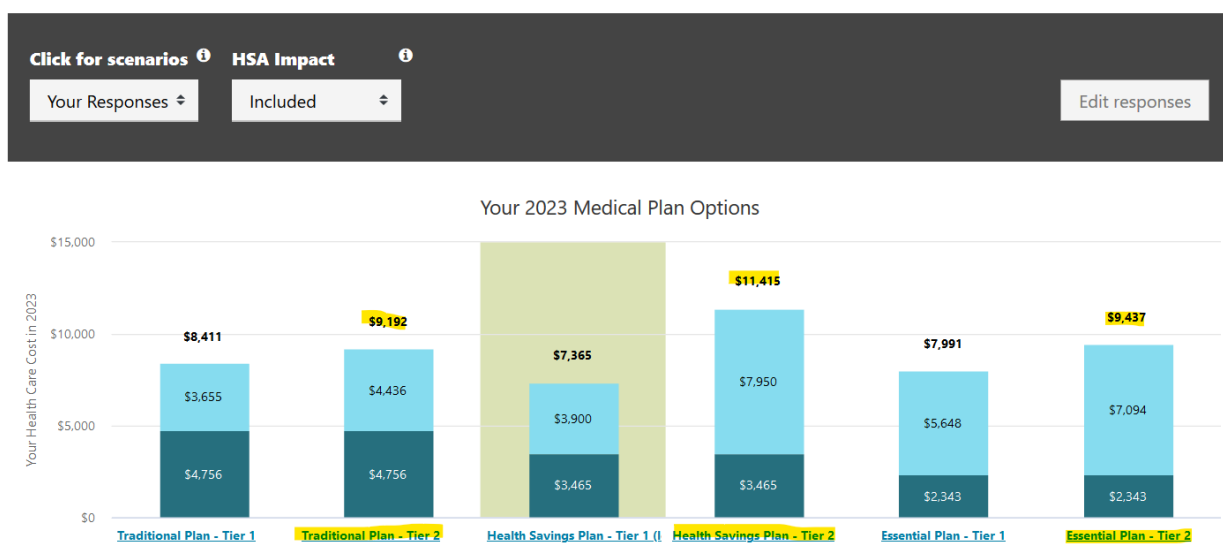 Click for scenarios
HSA Impact
Your Responses
Included
Edit responses
Your 2023 Medical Plan Options
Your Health Care Cost in 2023
$15,000
$10,000
$5,000
$0
$8,411
$3,655
$4,756
$9,192
$4,436
$4,756
$7,365
$3,900
$3,465
$11,415
$7,950
$3,465
$7,991
$5,648
$2,343
$9,437
$7,094
$2,343
Traditional Plan - Tier 1
Traditional Plan - Tier 2
Health Savings Plan - Tier 1 (
Health Savings Plan - Tier 2
Essential Plan - Tier 1
Essential Plan - Tier 2